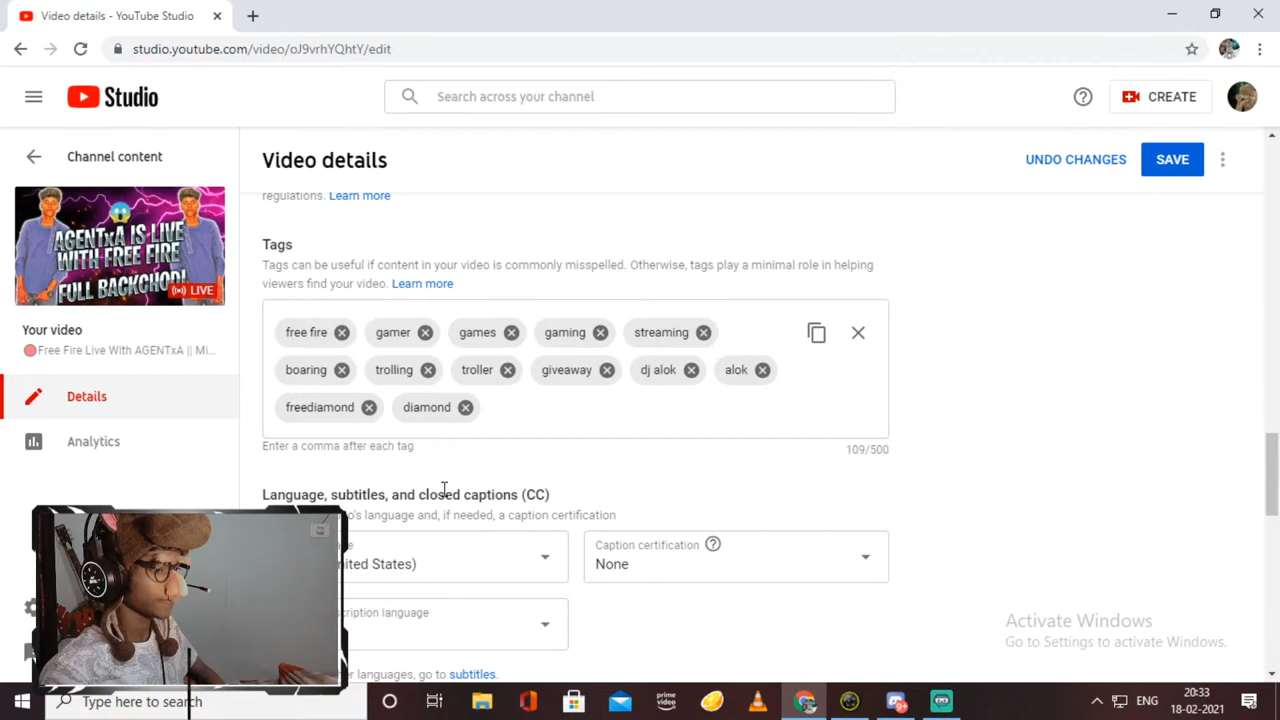 Video details - YouTube Studio
studio.youtube.com/video/oJ9vrhYQhtY/edit
Studio
Search across your channel
CREATE
Channel content
Video details
UNDO CHANGES
SAVE
AGENTxA IS LIVE
WITH FREE FIRE
FULL BACKCHODI
LIVE
Your video
Free Fire Live With AGENTxA || Mi...
Details
Analytics
regulations. Learn more
Tags
Tags can be useful if content in your video is commonly misspelled. Otherwise, tags play a minimal role in helping
viewers find your video. Learn more
free fire gamer games gaming streaming
boaring trolling troller giveaway dj alok alok
freediamond diamond
Enter a comma after each tag
109/500
Language, subtitles, and closed captions (CC)
o's language and, if needed, a caption certification
Caption certification
nited States)
None
cription language
er languages, go to subtitles.
Activate Windows
Go to Settings to activate Windows.
Type here to search
prime
video
ENG
20:33
18-02-2021